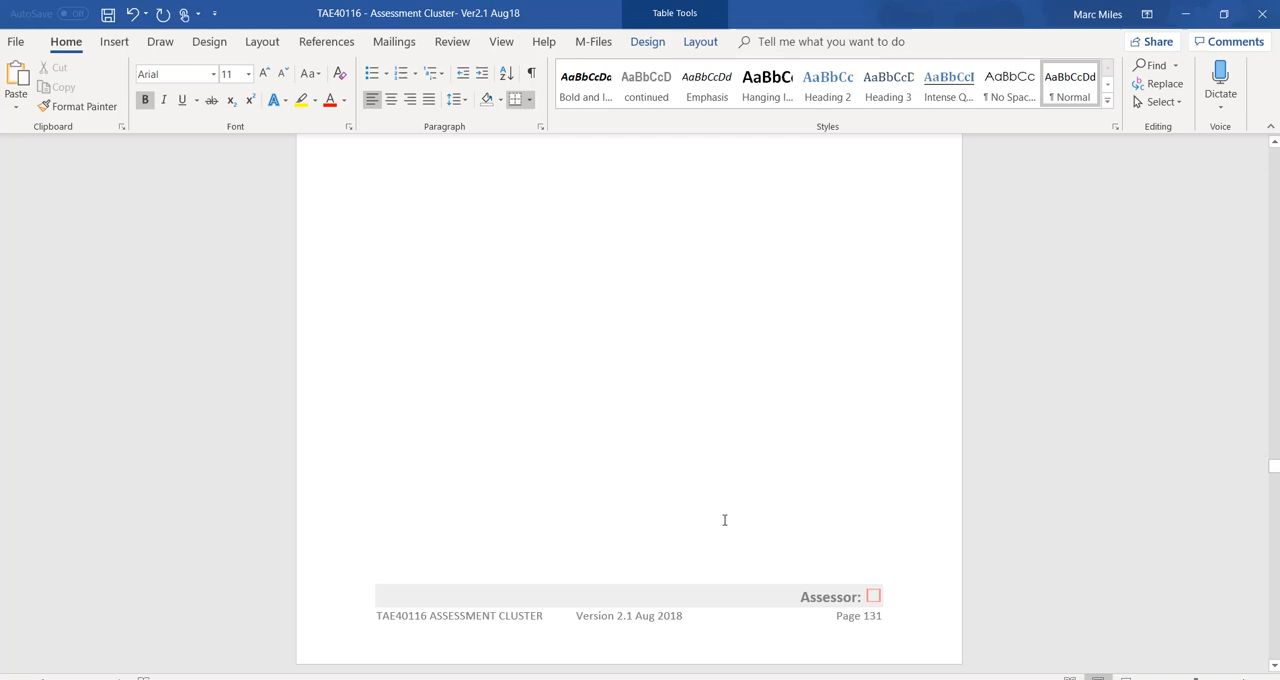 AutoSave Off
TAE40116 - Assessment Cluster- Ver2.1 Aug18
Table Tools
Marc Miles
File Home Insert Draw Design Layout References Mailings Review View Help M-Files Design Layout Tell me what you want to do Share Comments
Paste
Cut
Copy
Format Painter
Clipboard
Arial 11
Font
Paragraph
AaBbCcDc AaBbCcD AaBbCcDd AaBbC AaBbCc AaBbCcD AaBbCcI AaBbCc AaBbCcDd
Bold and I... continued Emphasis Hanging I... Heading 2 Heading 3 Intense Q... ¶ No Spac... ¶ Normal
Styles
Find
Replace
Select
Editing
Dictate
Voice
Assessor:
TAE40116 ASSESSMENT CLUSTER Version 2.1 Aug 2018 Page 131